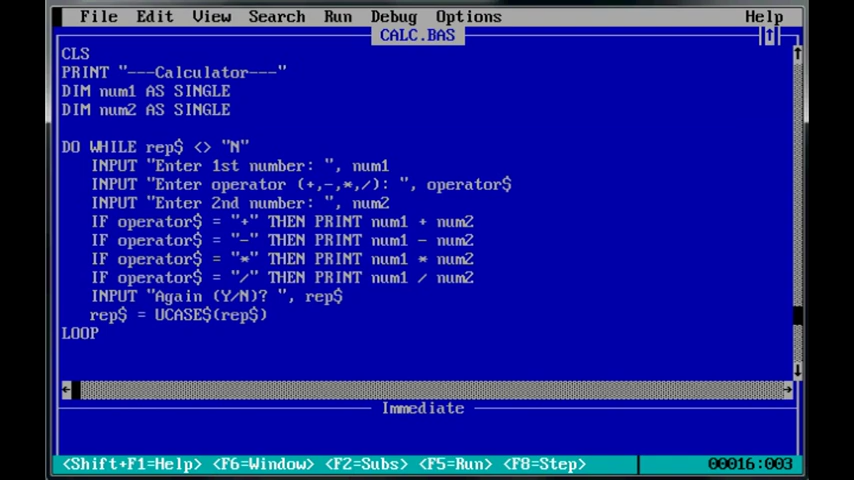 File Edit View Search Run Debug Options Help
CALC.BAS
CLS
PRINT "---Calculator---"
DIM num1 AS SINGLE
DIM num2 AS SINGLE
DO WHILE rep$ <> "N"
INPUT "Enter 1st number: ", num1
INPUT "Enter operator (+,-,*,/): ", operator$
INPUT "Enter 2nd number: ", num2
IF operator$ = "+" THEN PRINT num1 + num2
IF operator$ = "-" THEN PRINT num1 - num2
IF operator$ = "*" THEN PRINT num1 * num2
IF operator$ = "/" THEN PRINT num1 / num2
INPUT "Again (Y/N)? ", rep$
rep$ = UCASE$(rep$)
LOOP
Immediate
<Shift+F1=Help> <F6=Window> <F2=Subs> <F5=Run> <F8=Step> 00016:003